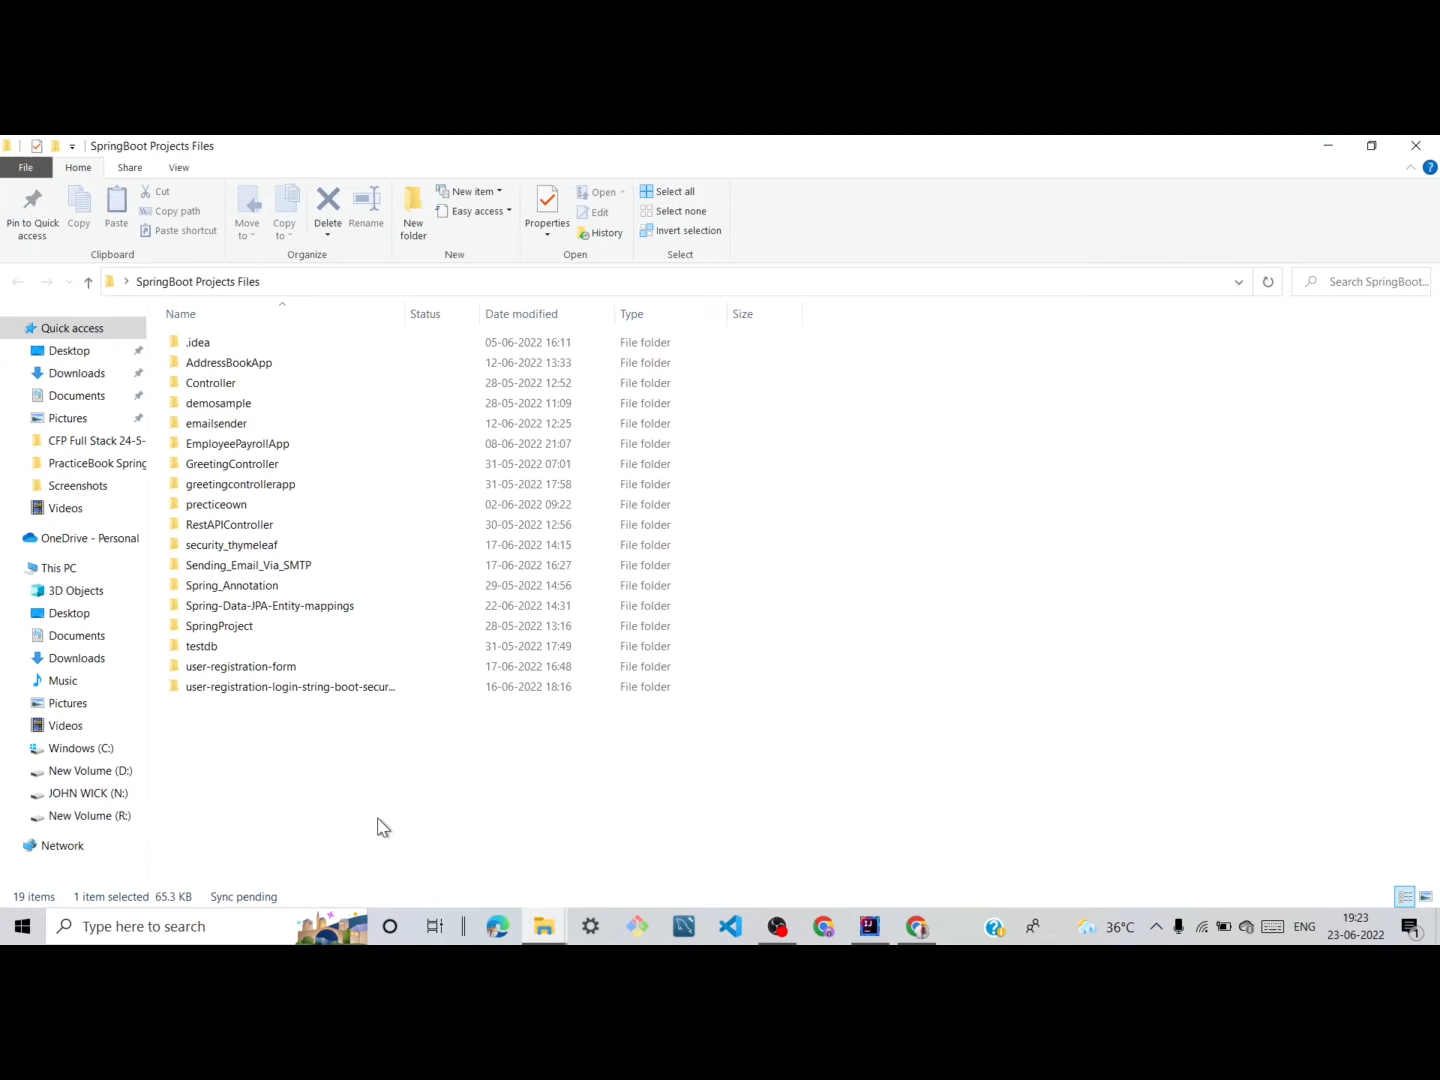 SpringBoot Projects Files
File Home Share View
Pin to Quick access
Copy
Paste
Cut
Copy path
Paste shortcut
Clipboard
Move to
Copy to
Delete
Rename
Organize
New folder
New item
Easy access
New
Properties
Open
Edit
History
Open
Select all
Select none
Invert selection
Select
SpringBoot Projects Files
Search SpringBoot...
Name Status Date modified Type Size
.idea 05-06-2022 16:11 File folder
AddressBookApp 12-06-2022 13:33 File folder
Controller 28-05-2022 12:52 File folder
demosample 28-05-2022 11:09 File folder
emailsender 12-06-2022 12:25 File folder
EmployeePayrollApp 08-06-2022 21:07 File folder
GreetingController 31-05-2022 07:01 File folder
greetingcontrollerapp 31-05-2022 17:58 File folder
precticeown 02-06-2022 09:22 File folder
RestAPIController 30-05-2022 12:56 File folder
security_thymeleaf 17-06-2022 14:15 File folder
Sending_Email_Via_SMTP 17-06-2022 16:27 File folder
Spring_Annotation 29-05-2022 14:56 File folder
Spring-Data-JPA-Entity-mappings 22-06-2022 14:31 File folder
SpringProject 28-05-2022 13:16 File folder
testdb 31-05-2022 17:49 File folder
user-registration-form 17-06-2022 16:48 File folder
user-registration-login-string-boot-secur... 16-06-2022 18:16 File folder
Quick access
Desktop
Downloads
Documents
Pictures
CFP Full Stack 24-5-
PracticeBook Spring
Screenshots
Videos
OneDrive - Personal
This PC
3D Objects
Desktop
Documents
Downloads
Music
Pictures
Videos
Windows (C:)
New Volume (D:)
JOHN WICK (N:)
New Volume (R:)
Network
19 items 1 item selected 65.3 KB Sync pending
Type here to search
36°C
ENG
19:23
23-06-2022
1